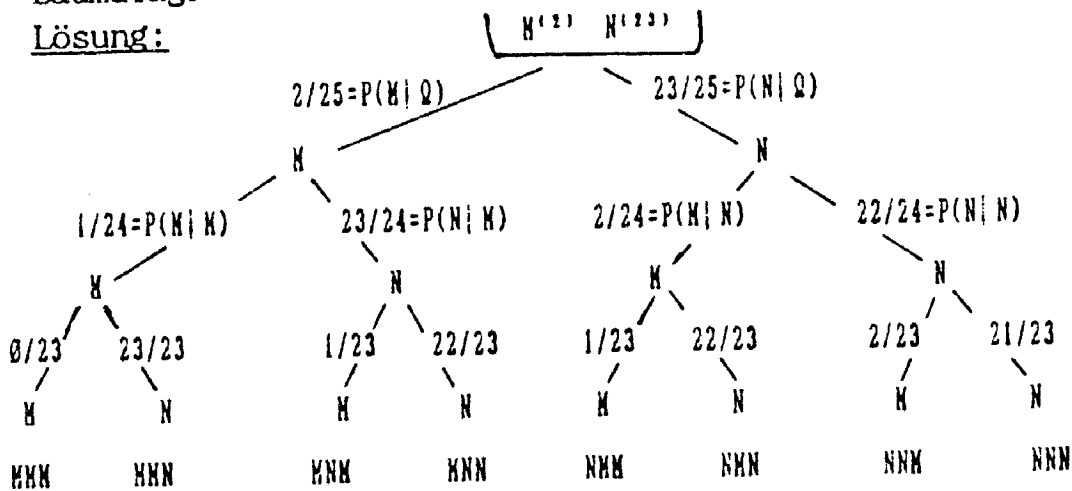 Lösung:
M⁽²⁾ N⁽²³⁾
2/25=P(M|Ω) 23/25=P(N|Ω)
M N
1/24=P(M|M) 23/24=P(N|M) 2/24=P(M|N) 22/24=P(N|N)
M N M N
0/23 23/23 1/23 22/23 1/23 22/23 2/23 21/23
M N M N M N M N
MMM MMN MNM MNN NMM NMN NNM NNN